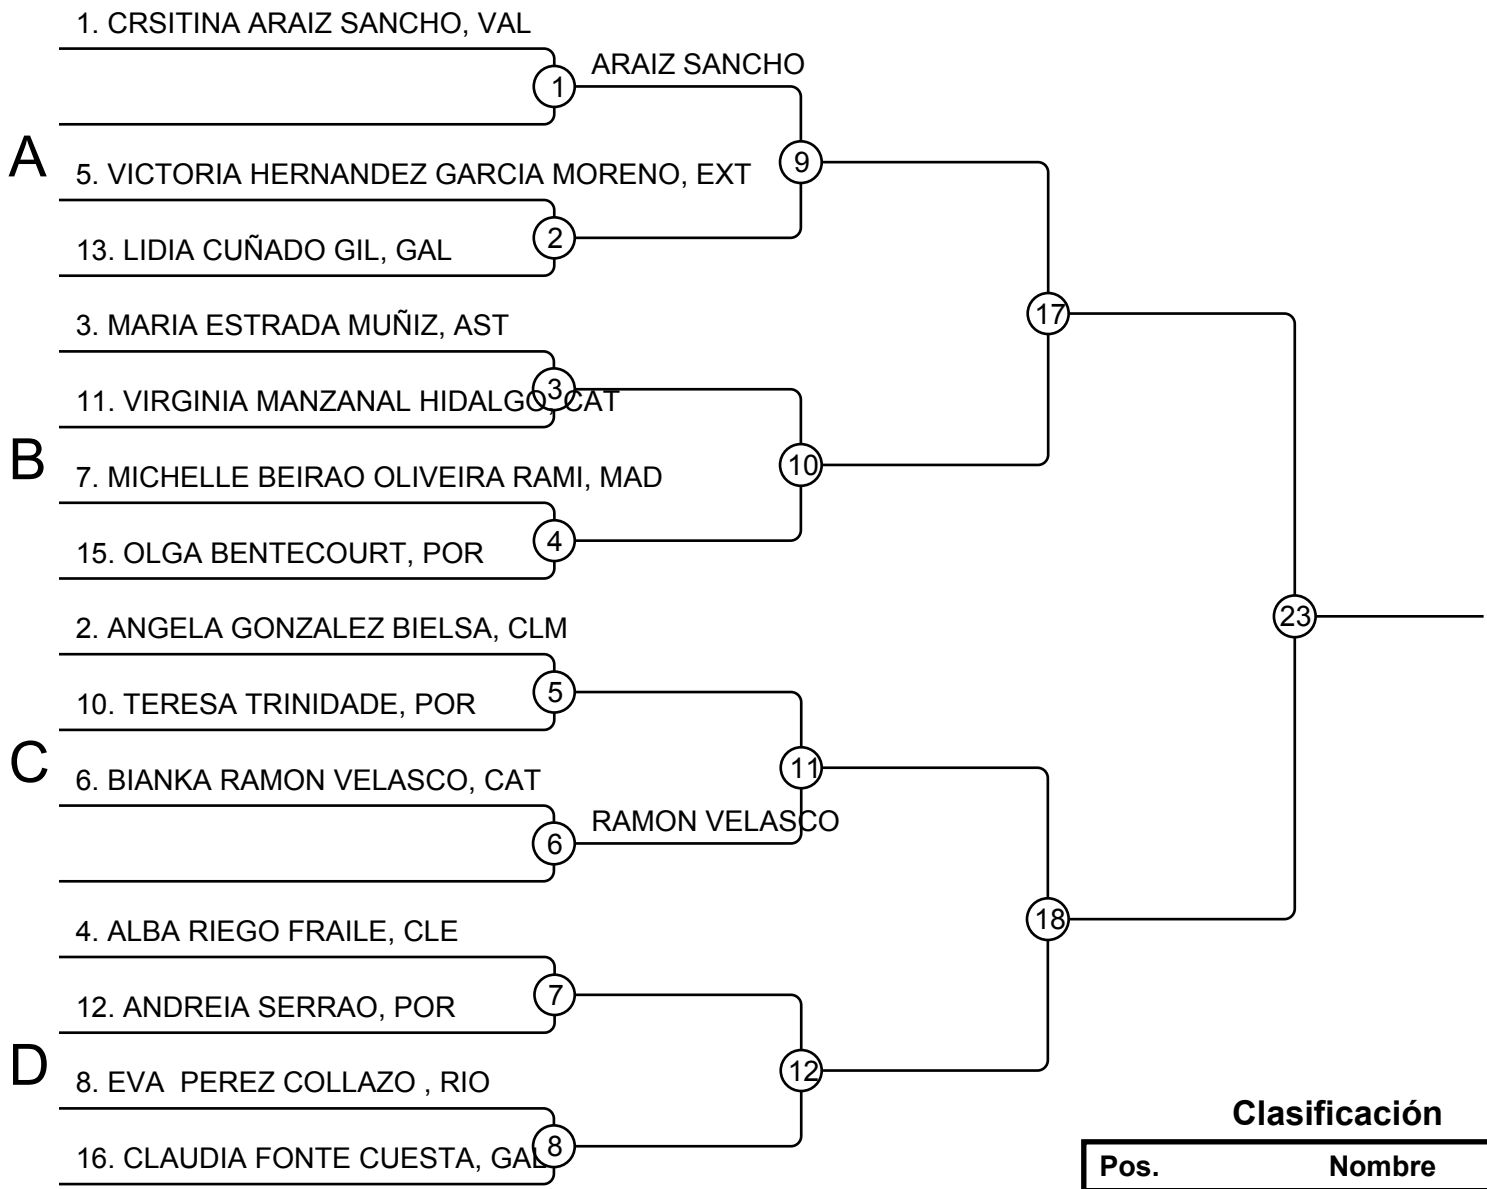 1. CRSITINA ARAIZ SANCHO, VAL
ARAIZ SANCHO
1
A
9
5. VICTORIA HERNANDEZ GARCIA MORENO, EXT
2
13. LIDIA CUÑADO GIL, GAL
3. MARIA ESTRADA MUÑIZ, AST
17
3
11. VIRGINIA MANZANAL HIDALGO, CAT
B
10
7. MICHELLE BEIRAO OLIVEIRA RAMI, MAD
4
15. OLGA BENTECOURT, POR
2. ANGELA GONZALEZ BIELSA, CLM
23
5
10. TERESA TRINIDADE, POR
C
11
6. BIANKA RAMON VELASCO, CAT
RAMON VELASCO
6
4. ALBA RIEGO FRAILE, CLE
18
7
12. ANDREIA SERRAO, POR
D
12
8. EVA  PEREZ COLLAZO , RIO
Clasificación
8
16. CLAUDIA FONTE CUESTA, GAL
Pos. Nombre